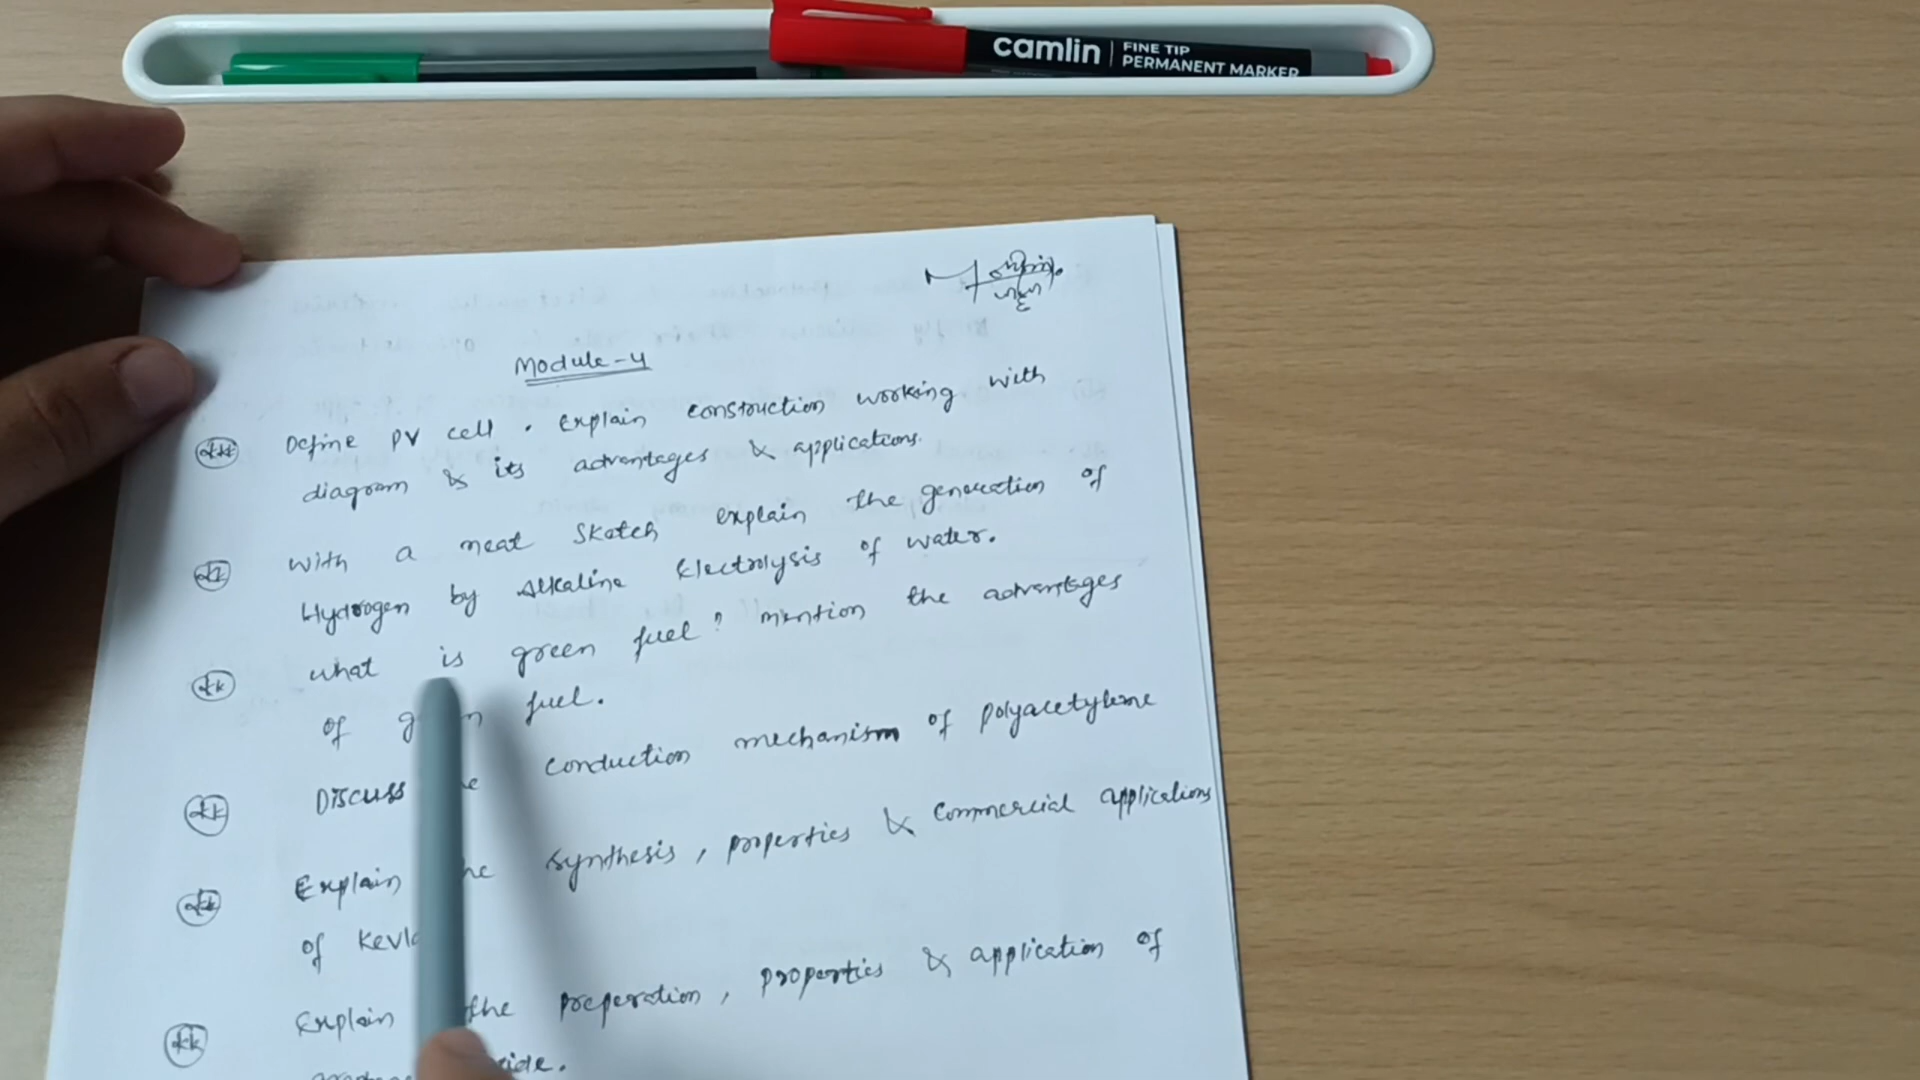 camlin FINE TIP
PERMANENT MARKER
Module-4
Define PV cell. Explain construction working with
diagram & its advantages & applications.
With a neat Sketch explain the generation of
Hydrogen by Alkaline Electrolysis of water.
what is green fuel? mention the advantages
of fuel.
Discuss conduction mechanism of polyacetylene
Explain synthesis, properties & commercial applications
of
Explain the preparation, properties & application of